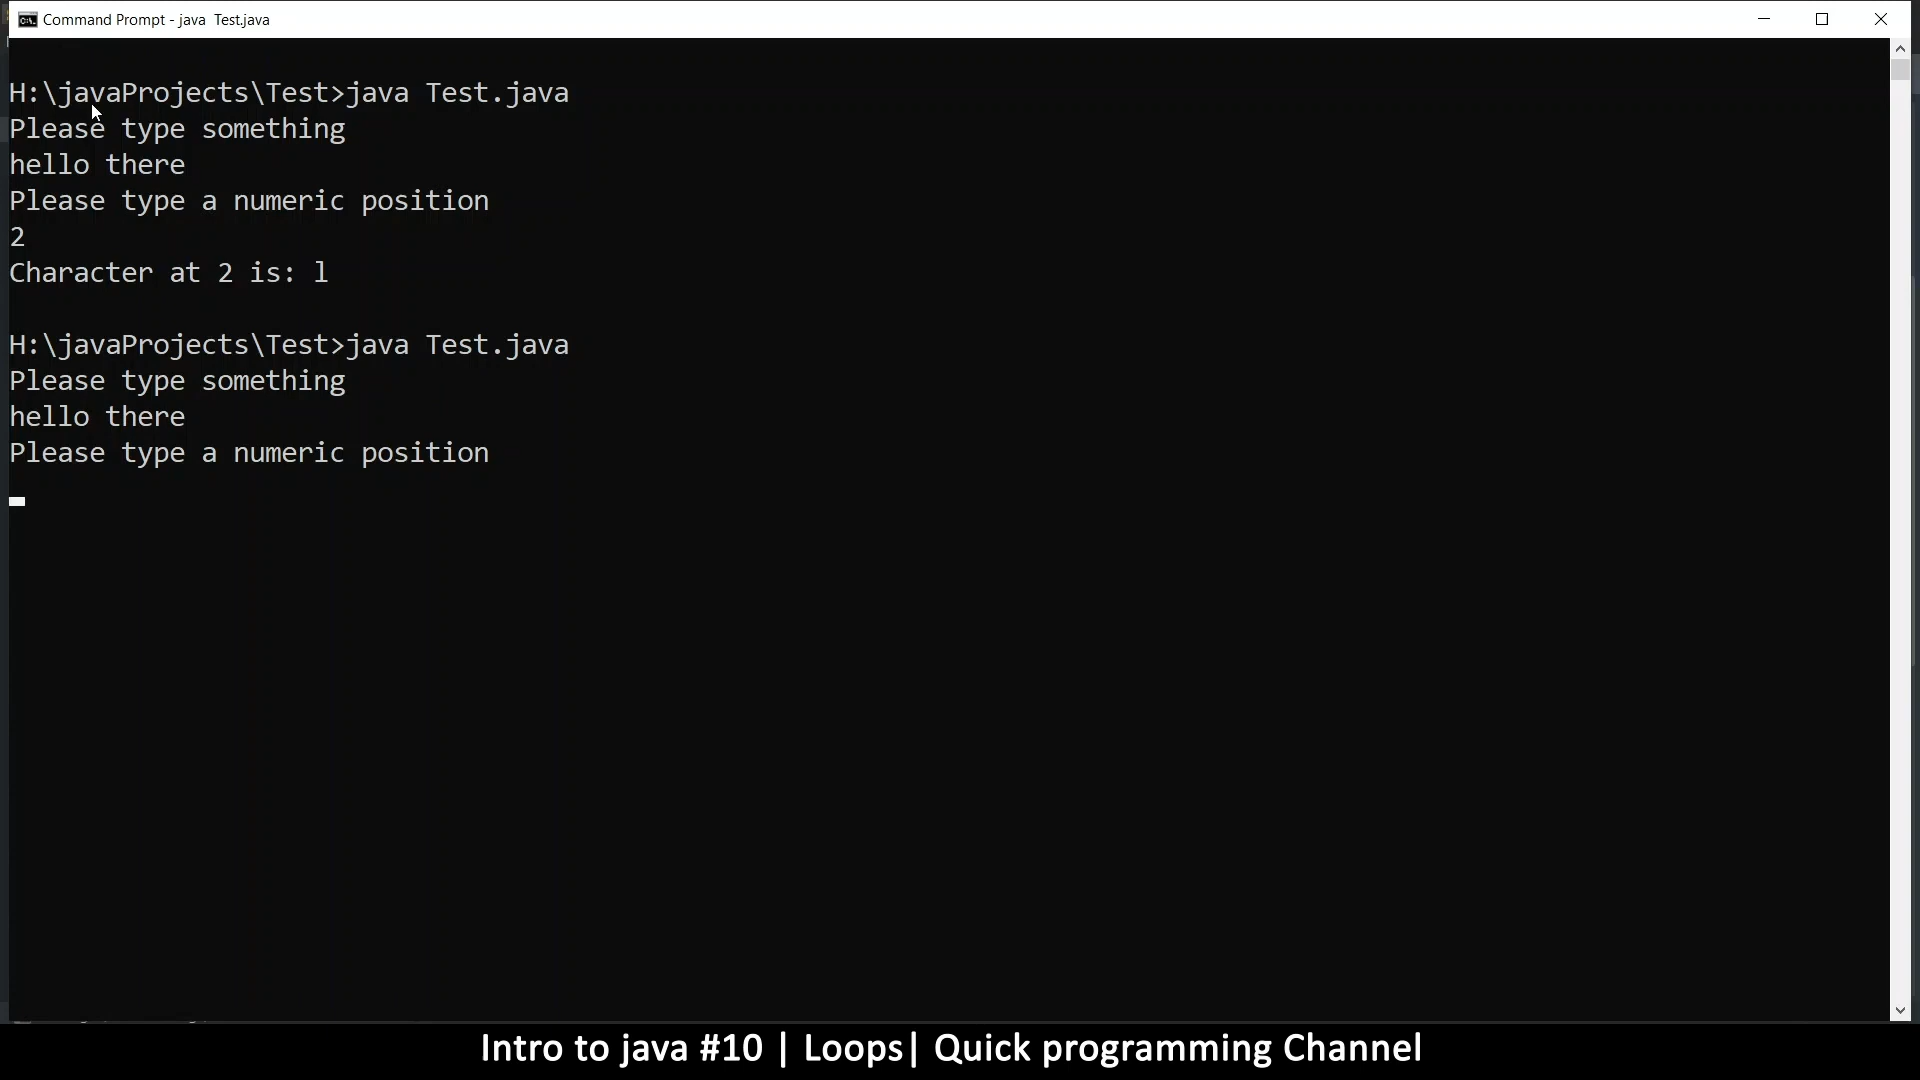 Command Prompt - java  Test.java
H:\javaProjects\Test>java Test.java
Please type something
hello there
Please type a numeric position
2
Character at 2 is: l
H:\javaProjects\Test>java Test.java
Please type something
hello there
Please type a numeric position
Intro to java #10 | Loops| Quick programming Channel